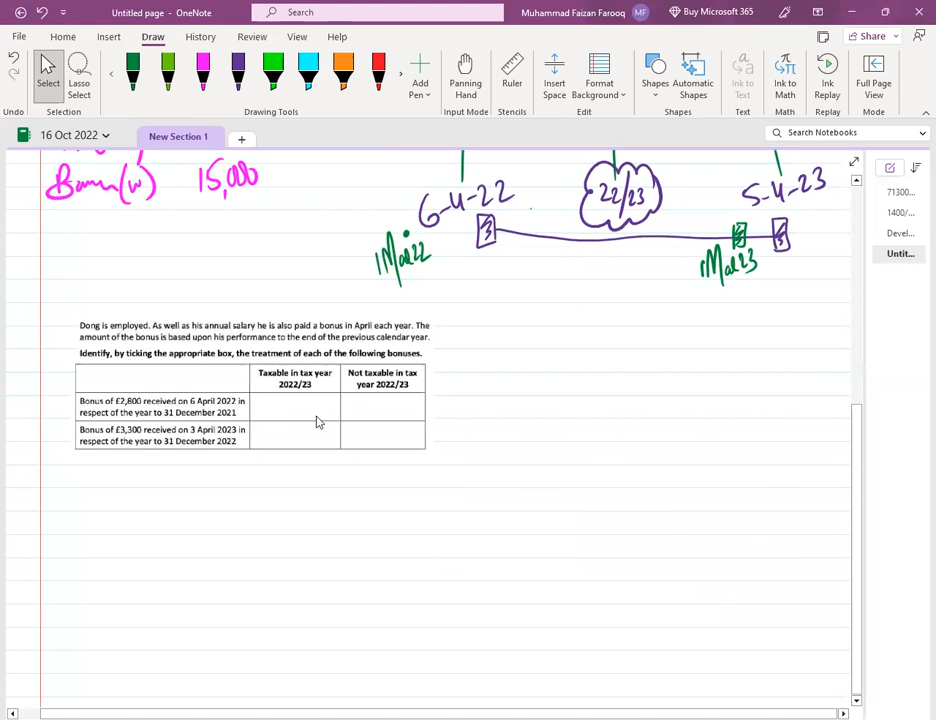 Untitled page - OneNote
Search
Muhammad Faizan Farooq
MF
Buy Microsoft 365
File
Home
Insert
Draw
History
Review
View
Help
Share
Undo
Select
Lasso
Select
Selection
Drawing Tools
Add
Pen
Panning
Hand
Input Mode
Ruler
Stencils
Insert
Space
Format
Background
Editing
Shapes
Automatic
Shapes
Shapes
Ink
to Text
Text
Ink to
Math
Math
Ink
Replay
Replay
Full Page
View
Mode
16 Oct 2022
New Section 1
Search Notebooks
71300...
1400/...
Devel...
Untit...
Bonus(w) 15,000
6-4-22
22/23
5-4-23
1Mar22
1Mar23
Dong is employed. As well as his annual salary he is also paid a bonus in April each year. The
amount of the bonus is based upon his performance to the end of the previous calendar year.
Identify, by ticking the appropriate box, the treatment of each of the following bonuses.
Taxable in tax year
2022/23
Not taxable in tax
year 2022/23
Bonus of £2,800 received on 6 April 2022 in
respect of the year to 31 December 2021
Bonus of £3,300 received on 3 April 2023 in
respect of the year to 31 December 2022